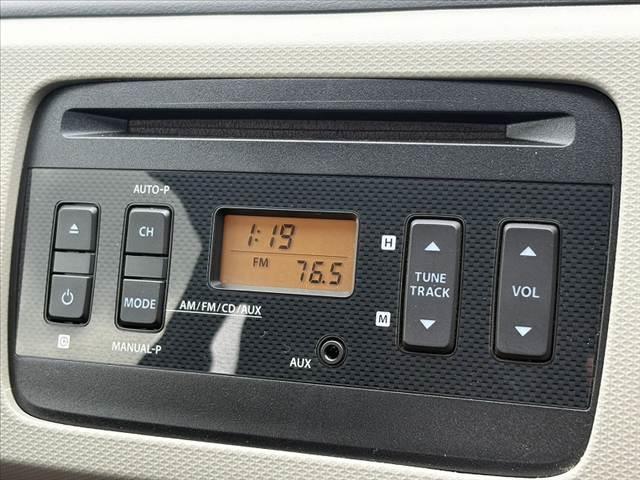 AUTO-P
CH
MODE
AM/FM/CD/AUX
MANUAL-P
1:19
FM
76.5
AUX
H
TUNE
TRACK
M
VOL